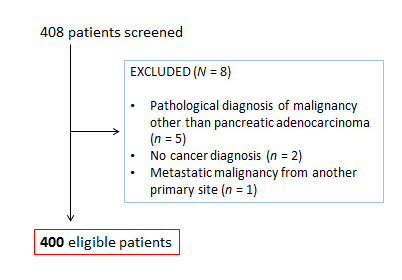 408 patients screened
EXCLUDED (N = 8)
• Pathological diagnosis of malignancy
other than pancreatic adenocarcinoma
(n = 5)
• No cancer diagnosis (n = 2)
• Metastatic malignancy from another
primary site (n = 1)
400 eligible patients